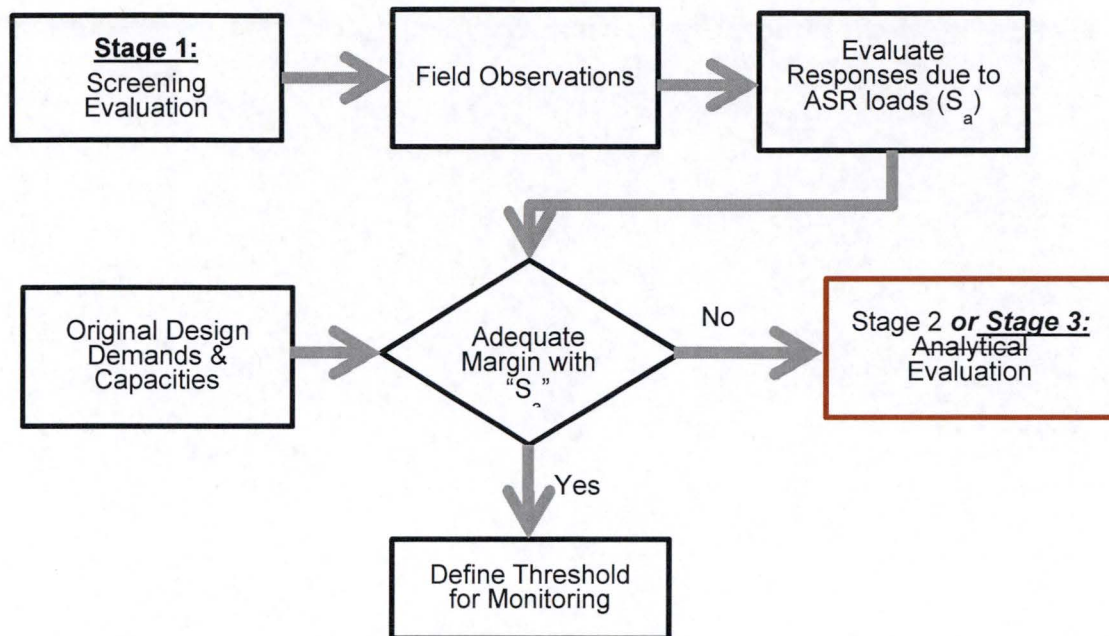 Stage 1:
Screening
Evaluation
Field Observations
Evaluate
Responses due to
ASR loads (Sa)
Original Design
Demands &
Capacities
Adequate
Margin with
“S ”
No
Stage 2 or Stage 3:
Analytical
Evaluation
Yes
Define Threshold
for Monitoring